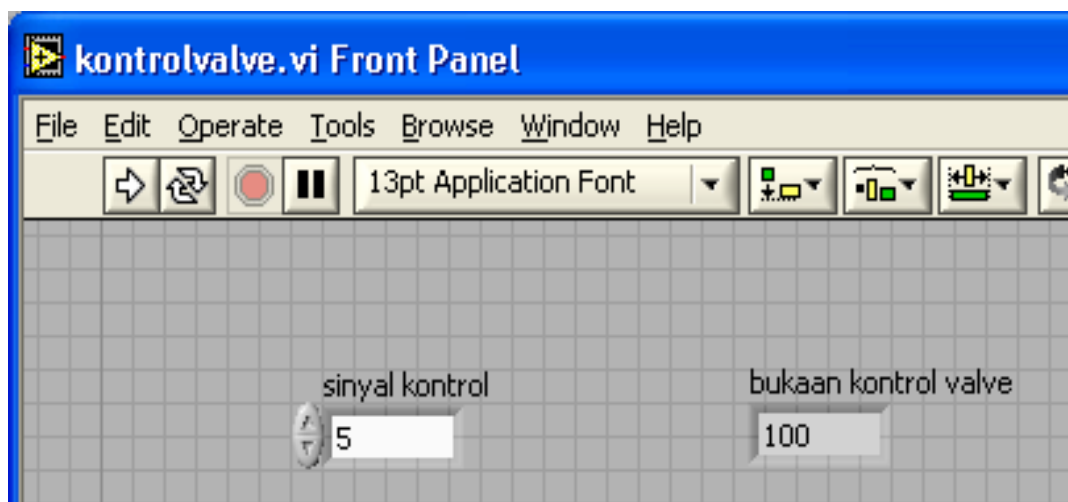 kontrolvalve.vi Front Panel
File Edit Operate Tools Browse Window Help
13pt Application Font
sinyal kontrol bukaan kontrol valve
5 100